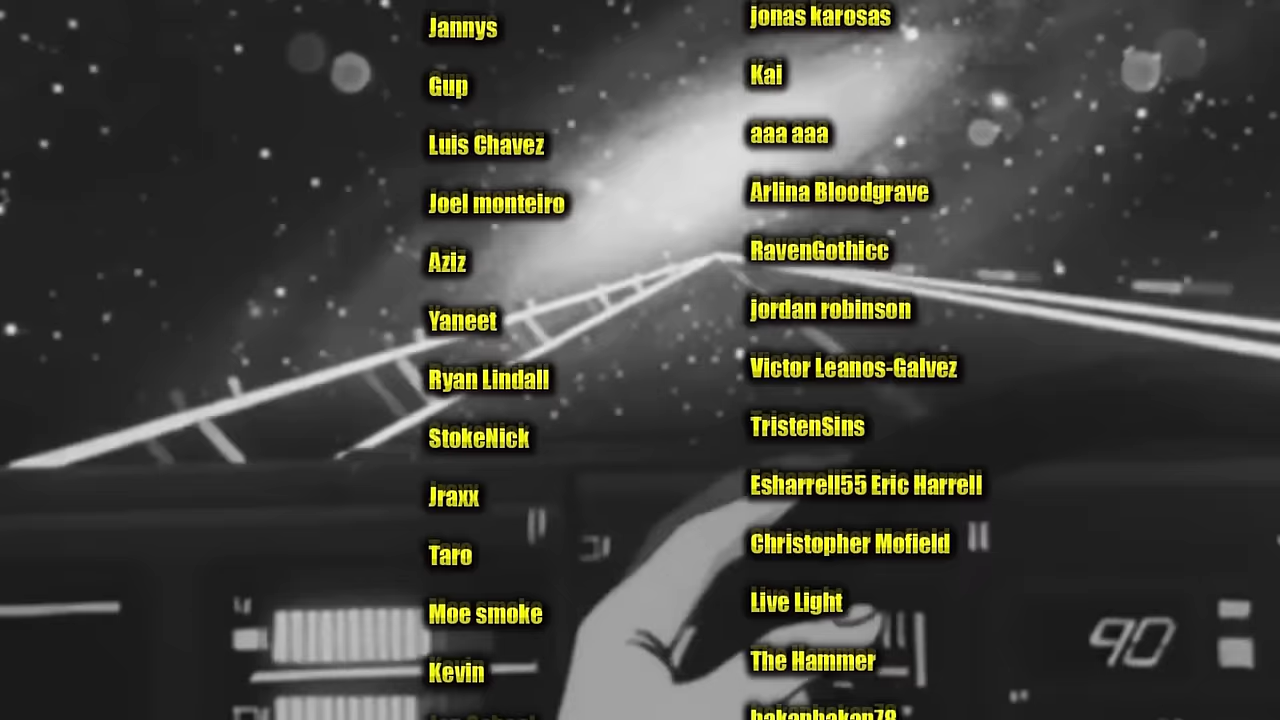 Jannys
Gup
Luis Chavez
Joel monteiro
Aziz
Yaneet
Ryan Lindall
StokeNick
Jraxx
Taro
Moe smoke
Kevin
jonas karosas
Kai
aaa aaa
Arlina Bloodgrave
RavenGothicc
jordan robinson
Victor Leanos-Galvez
TristenSins
Esharrell55 Eric Harrell
Christopher Mofield
Live Light
The Hammer
hakanhakan78
90